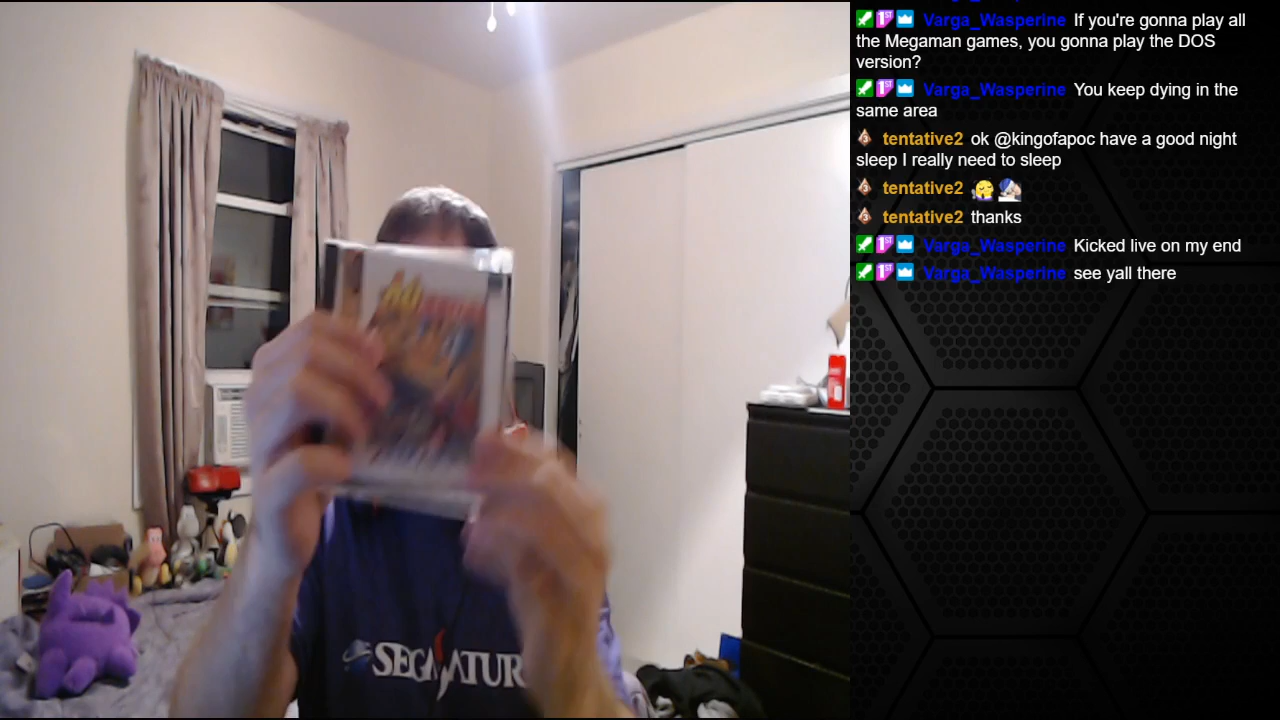 Varga_Wasperine If you're gonna play all
the Megaman games, you gonna play the DOS
version?
Varga_Wasperine You keep dying in the
same area
tentative2 ok @kingofapoc have a good night
sleep I really need to sleep
tentative2
tentative2 thanks
Varga_Wasperine Kicked live on my end
Varga_Wasperine see yall there